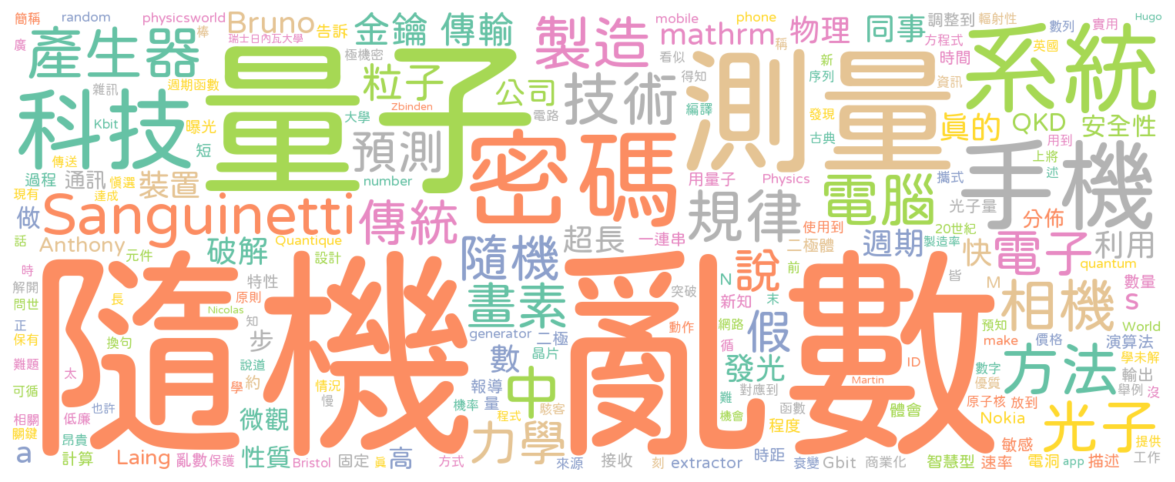 簡稱 random physicsworld Bruno 告訴 金鑰 傳輸 製造 mobile phone 物理 同事 調整到 輻射性 數列 實用 Hugo
廣 產生器 瑞士日內瓦大學 棒 極機密 mathrm 看似 稱 方程式 英國
週期函數 量子 粒子 公司 技術 測量 得知 新 時間 系統
雜訊 Zbinden 電路 編譯 序列 資訊
科技 Kbit 曝光 大學 發現 眞的 QKD 安全性
傳送 短 預測 密碼 古典 用到
過程 通訊 慎選 裝置 number 用量子 Physics 電腦 攜式 上將 手機
現有 達成 光子量 述
做 Sanguinetti 傳統 超長 規律 使用到 分佈 20世紀
話 Anthony 破解 Quantique 隨機 一連串 二極體 週期 製造率 快 電子 利用
時 元件 設計 說 前 皆 quantum
解開 特性 畫素 突破 N 新知 M 數量 s
問世 長 原則 Nicolas 末 相機 World
正 保有 換句 知 步 generator 二極 動作 網路 假 預知 make 價格 演算法
難題 說道 數 晶片 循 發光 ID 方法 學未解
太 隨機亂數 Martin 數字
可循 微觀 學 約 情況 慢 中 報導 量 對應到 優質 輸出 舉例 沒
相關 低廉 也許 機率 程式 駭客 難 機會 函數 體會 原子核 放到 光子
關鍵 昂貴 性質 力學 程度 Nokia 敏感 提供
a 計算 Laing 亂數 保護 Bristol 固定 眞 高 方式 來源 接收 刻 extractor 時距 衰變 Gbit 商業化 智慧型 速率 電洞 app 描述 工作